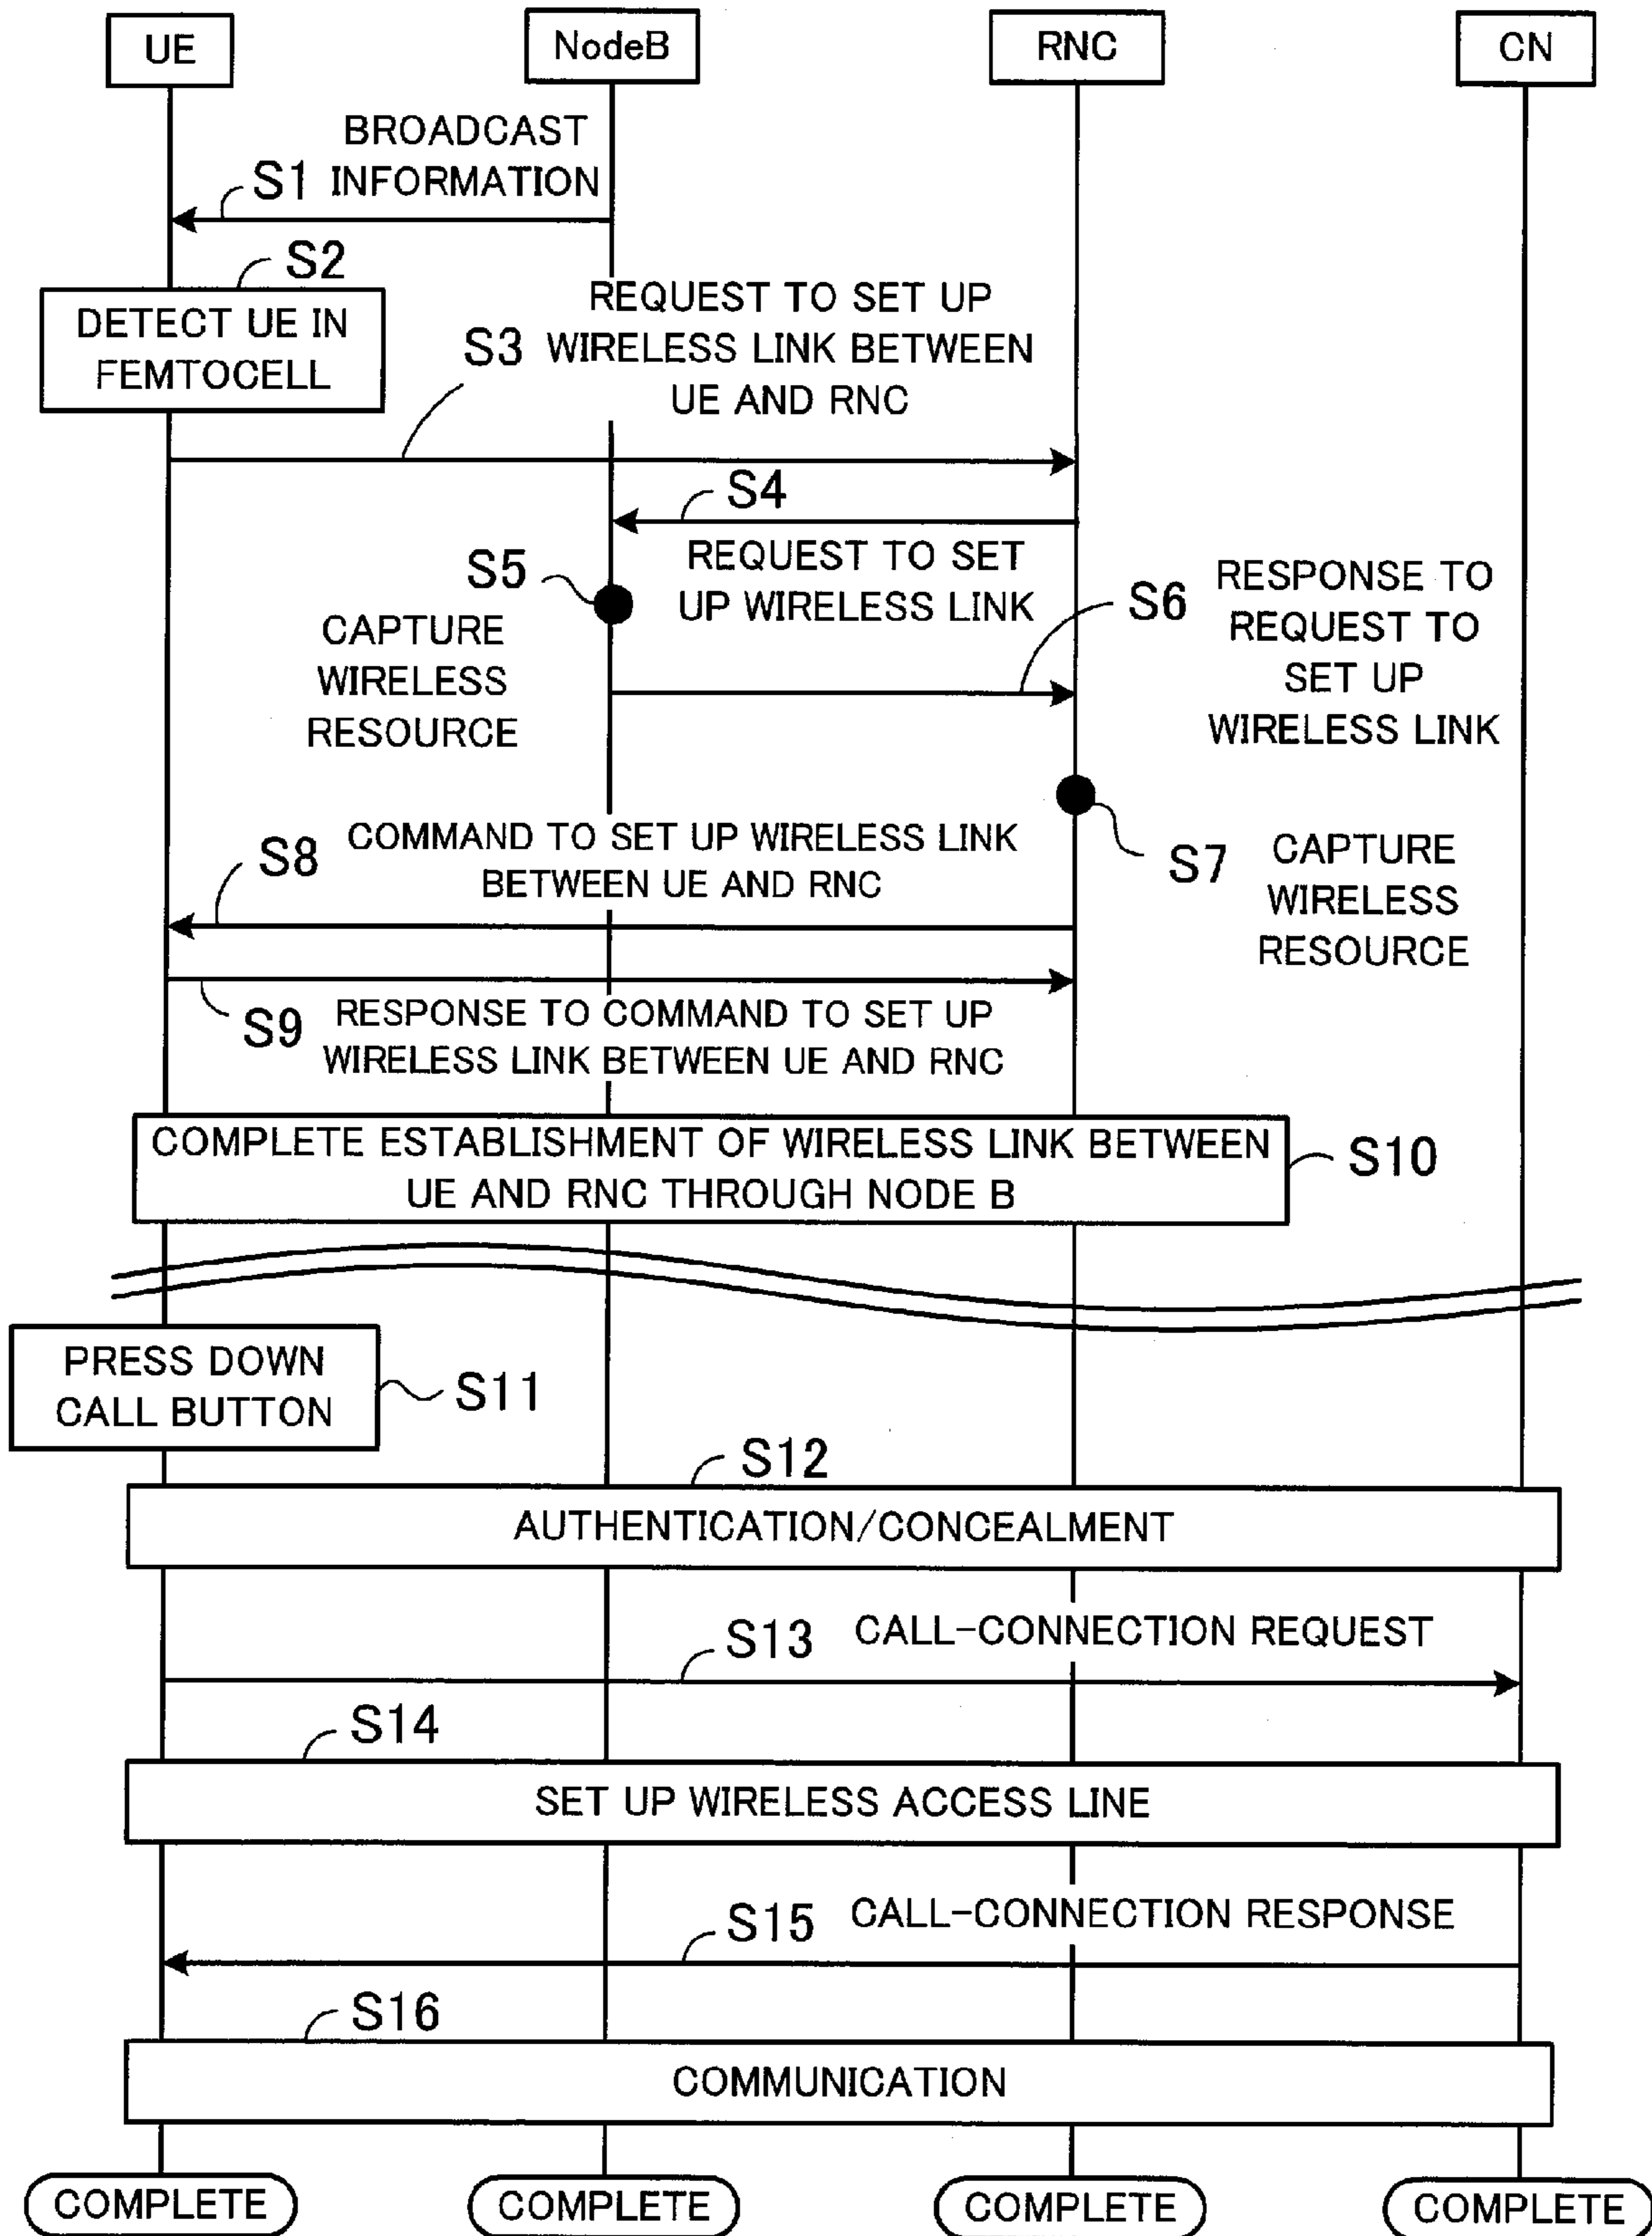 UE
NodeB
RNC
CN
BROADCAST
S1 INFORMATION
S2
DETECT UE IN
FEMTOCELL
REQUEST TO SET UP
S3 WIRELESS LINK BETWEEN
UE AND RNC
S4
REQUEST TO SET
UP WIRELESS LINK
S5
CAPTURE
WIRELESS
RESOURCE
S6
RESPONSE TO
REQUEST TO
SET UP
WIRELESS LINK
S7
CAPTURE
WIRELESS
RESOURCE
S8
COMMAND TO SET UP WIRELESS LINK
BETWEEN UE AND RNC
S9
RESPONSE TO COMMAND TO SET UP
WIRELESS LINK BETWEEN UE AND RNC
COMPLETE ESTABLISHMENT OF WIRELESS LINK BETWEEN
UE AND RNC THROUGH NODE B
S10
PRESS DOWN
CALL BUTTON
S11
S12
AUTHENTICATION/CONCEALMENT
S13 CALL-CONNECTION REQUEST
S14
SET UP WIRELESS ACCESS LINE
S15 CALL-CONNECTION RESPONSE
S16
COMMUNICATION
COMPLETE
COMPLETE
COMPLETE
COMPLETE